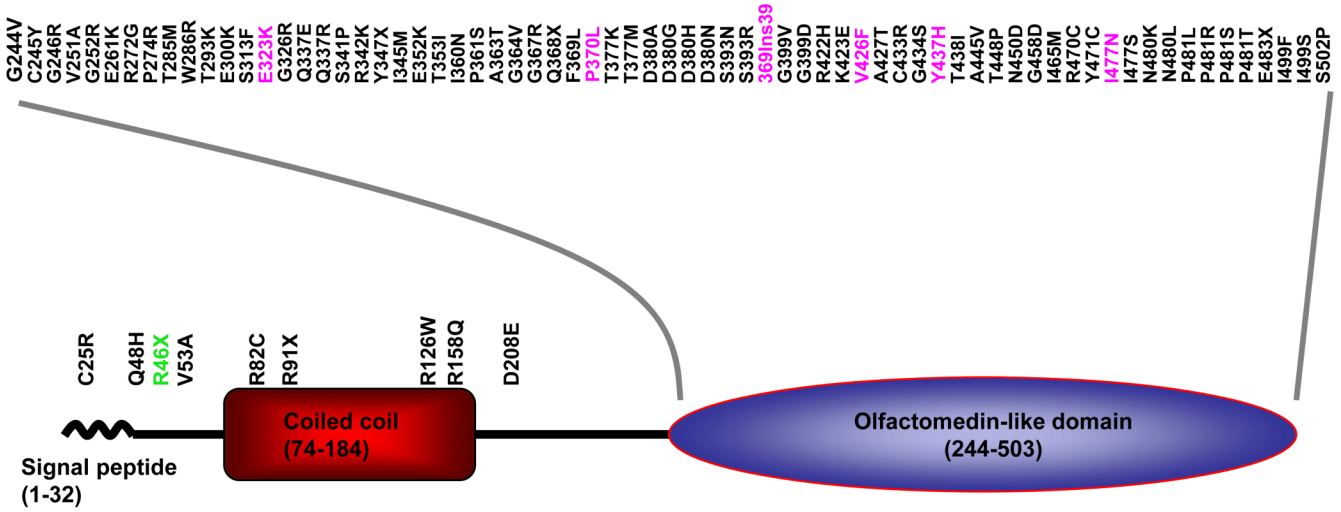 G244V
C245Y
G246R
V251A
G252R
E261K
R272G
P274R
T285M
W286R
T293K
E300K
S313F
E323K
G326R
Q337E
Q337R
S341P
R342K
Y347X
I345M
E352K
T353I
I360N
P361S
A363T
G364V
G367R
Q368X
F369L
P370L
T377K
T377M
D380A
D380G
D380H
D380N
S393N
S393R
369Ins39
G399V
G399D
R422H
K423E
V426F
A427T
C433R
G434S
Y437H
T438I
A445V
T448P
N450D
G458D
I465M
R470C
Y471C
I477N
I477S
N480K
N480L
P481L
P481R
P481S
P481T
E483X
I499F
I499S
S502P
C25R
Q48H
R46X
V53A
R82C
R91X
R126W
R158Q
D208E
Coiled coil
(74-184)
Olfactomedin-like domain
(244-503)
Signal peptide
(1-32)